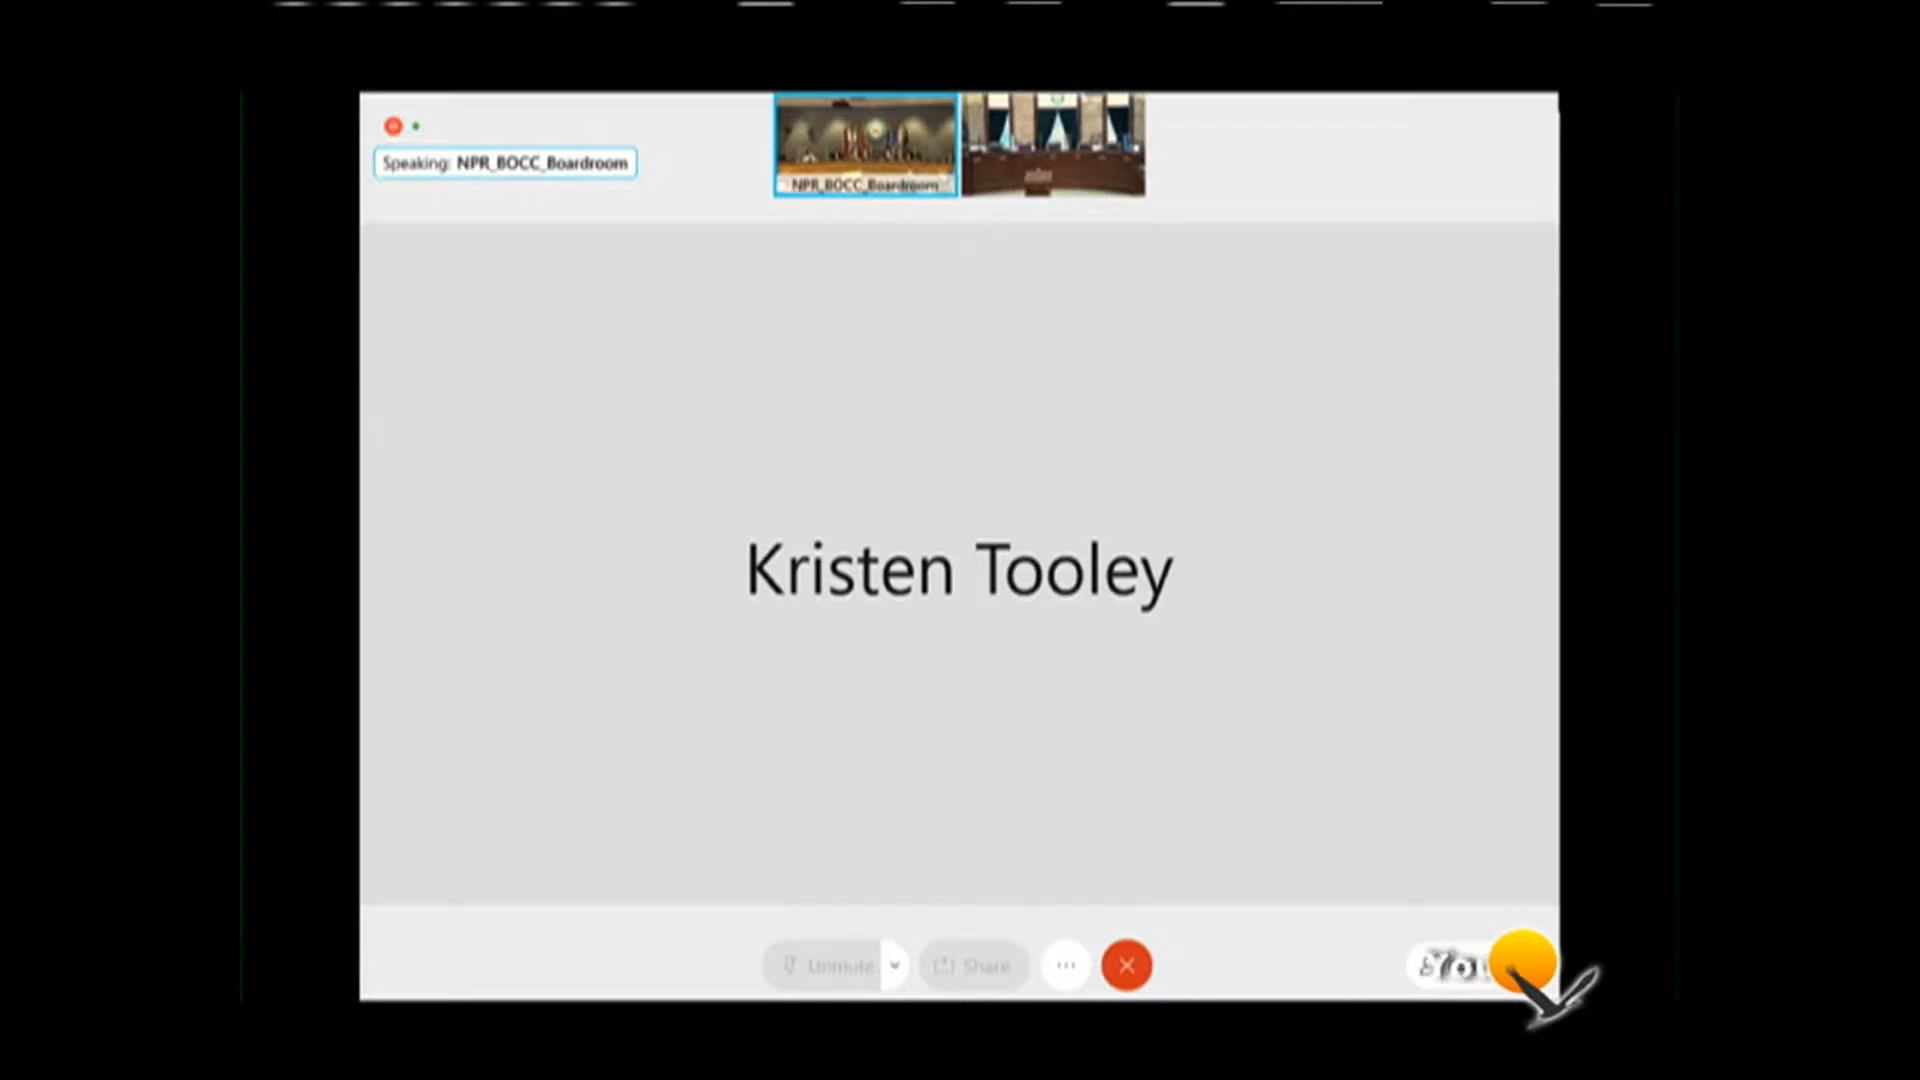 Speaking: NPR_BOCC_Boardroom
NPR_BOCC_Boardroom
Kristen Tooley
Unmute
Share